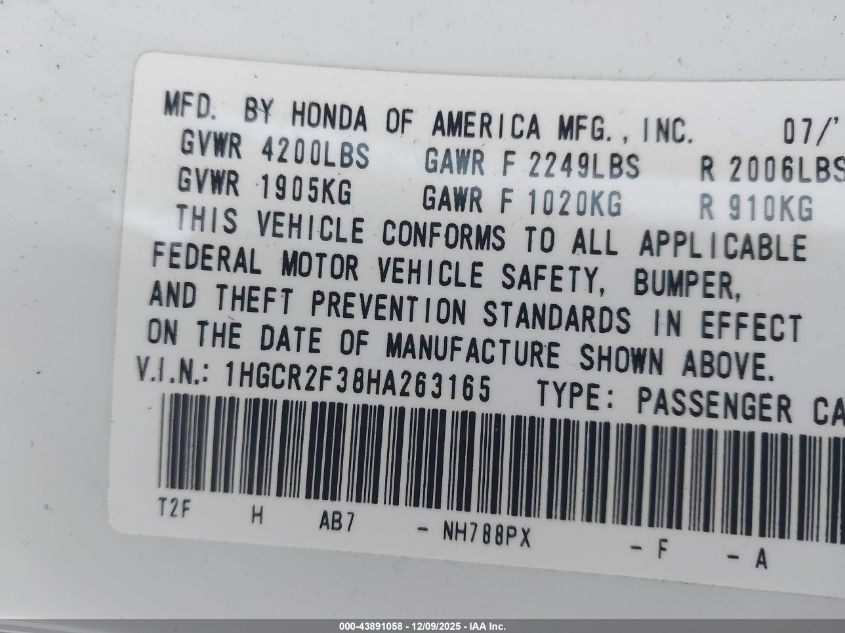 MFD. BY HONDA OF AMERICA MFG., INC. 07/'
GVWR 4200LBS GAWR F 2249LBS R 2006LBS
GVWR 1905KG GAWR F 1020KG R 910KG
THIS VEHICLE CONFORMS TO ALL APPLICABLE
FEDERAL MOTOR VEHICLE SAFETY, BUMPER,
AND THEFT PREVENTION STANDARDS IN EFFECT
ON THE DATE OF MANUFACTURE SHOWN ABOVE.
V.I.N.: 1HGCR2F38HA263165 TYPE: PASSENGER CA
T2F H AB7 - NH788PX - F - A
000-43891058 - 12/09/2025 - IAA Inc.